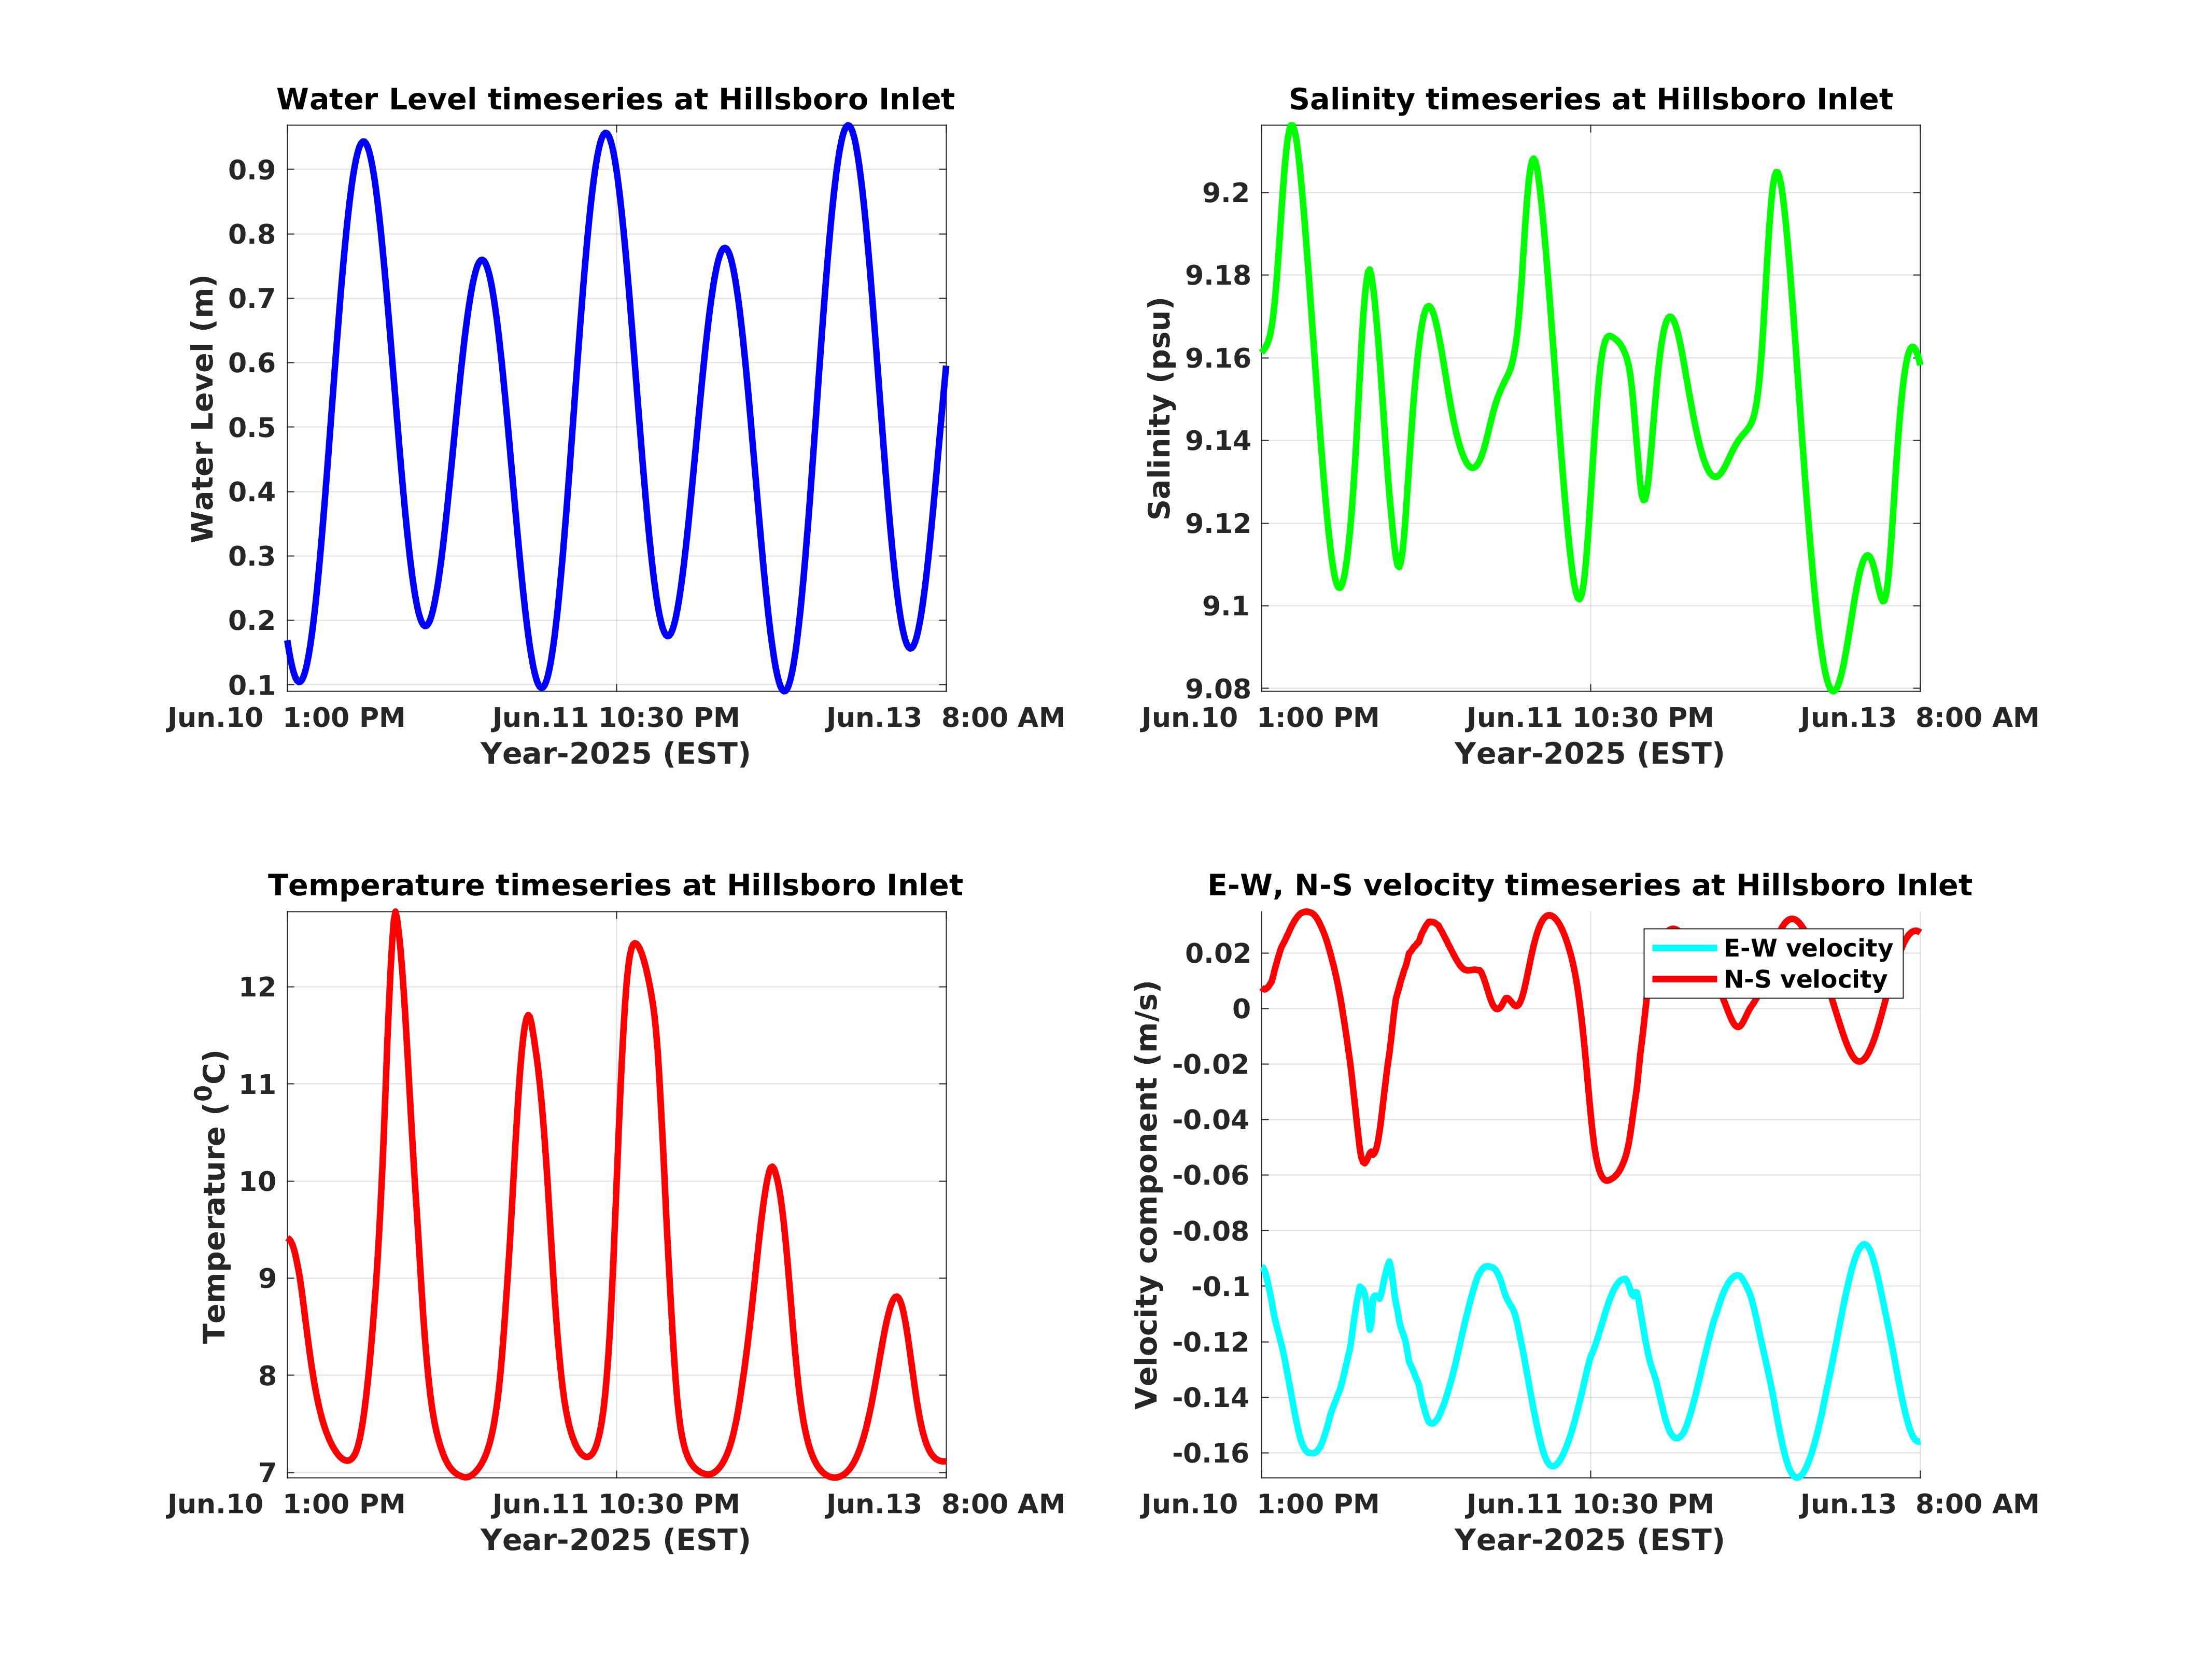 Water Level timeseries at Hillsboro Inlet
Water Level (m)
0.9
0.8
0.7
0.6
0.5
0.4
0.3
0.2
0.1
Jun.10 1:00 PM Jun.11 10:30 PM Jun.13 8:00 AM
Year-2025 (EST)
Salinity timeseries at Hillsboro Inlet
Salinity (psu)
9.2
9.18
9.16
9.14
9.12
9.1
9.08
Jun.10 1:00 PM Jun.11 10:30 PM Jun.13 8:00 AM
Year-2025 (EST)
Temperature timeseries at Hillsboro Inlet
Temperature (⁰C)
12
11
10
9
8
7
Jun.10 1:00 PM Jun.11 10:30 PM Jun.13 8:00 AM
Year-2025 (EST)
E-W, N-S velocity timeseries at Hillsboro Inlet
Velocity component (m/s)
E-W velocity
N-S velocity
0.02
0
-0.02
-0.04
-0.06
-0.08
-0.1
-0.12
-0.14
-0.16
Jun.10 1:00 PM Jun.11 10:30 PM Jun.13 8:00 AM
Year-2025 (EST)